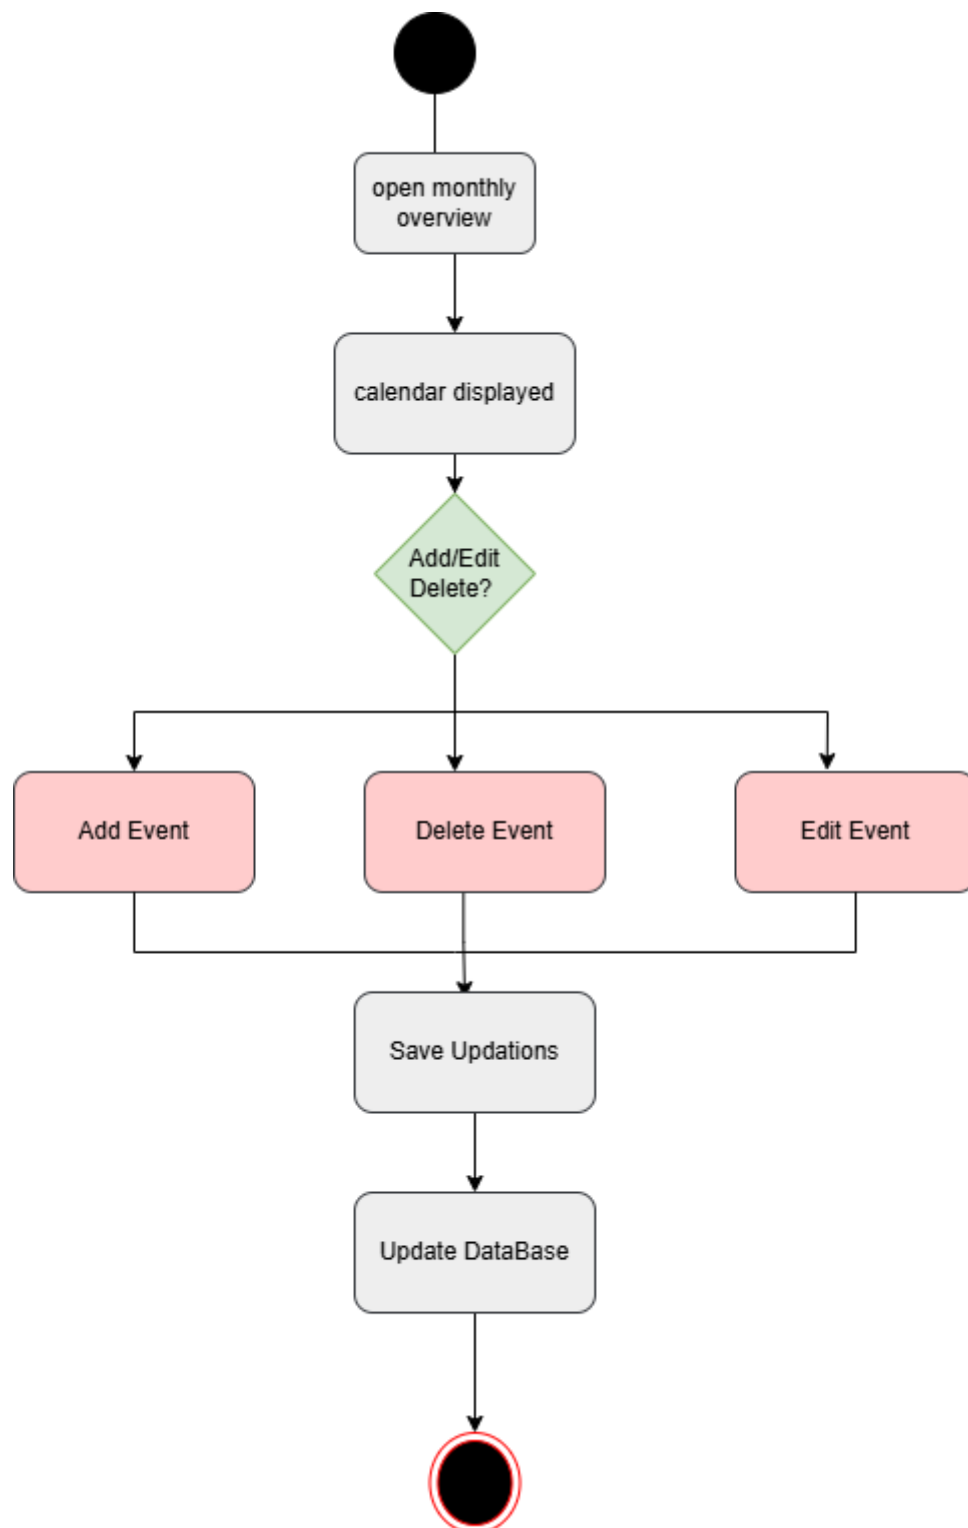 open monthly
overview
calendar displayed
Add/Edit
Delete?
Add Event
Delete Event
Edit Event
Save Updations
Update DataBase